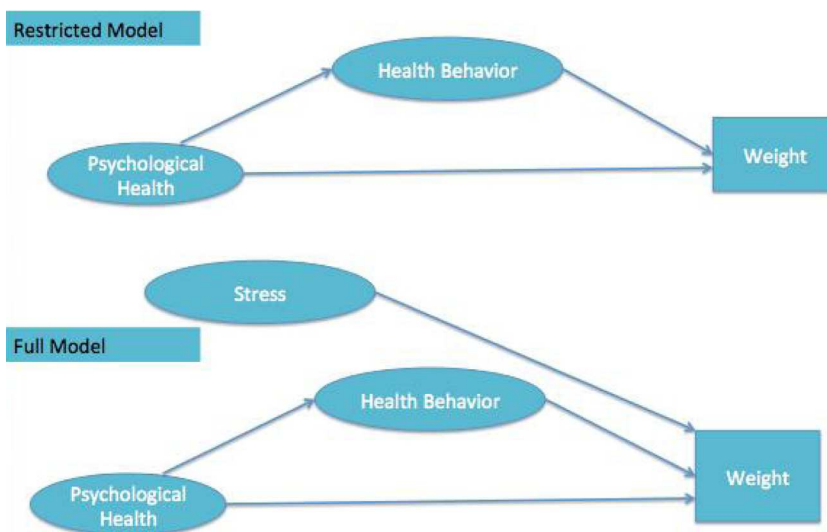 Restricted Model
Health Behavior
Psychological
Health
Weight
Stress
Full Model
Health Behavior
Psychological
Health
Weight